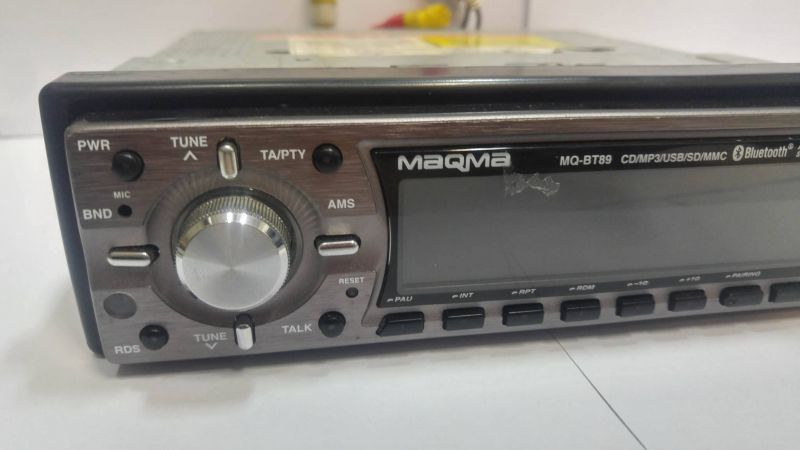 PWR
TUNE
TA/PTY
MIC
BND
AMS
RESET
RDS
TUNE
TALK
MAQMA
MQ-BT89 CD/MP3/USB/SD/MMC Bluetooth®
PAU INT RPT RDM -10 +10 PAIRING